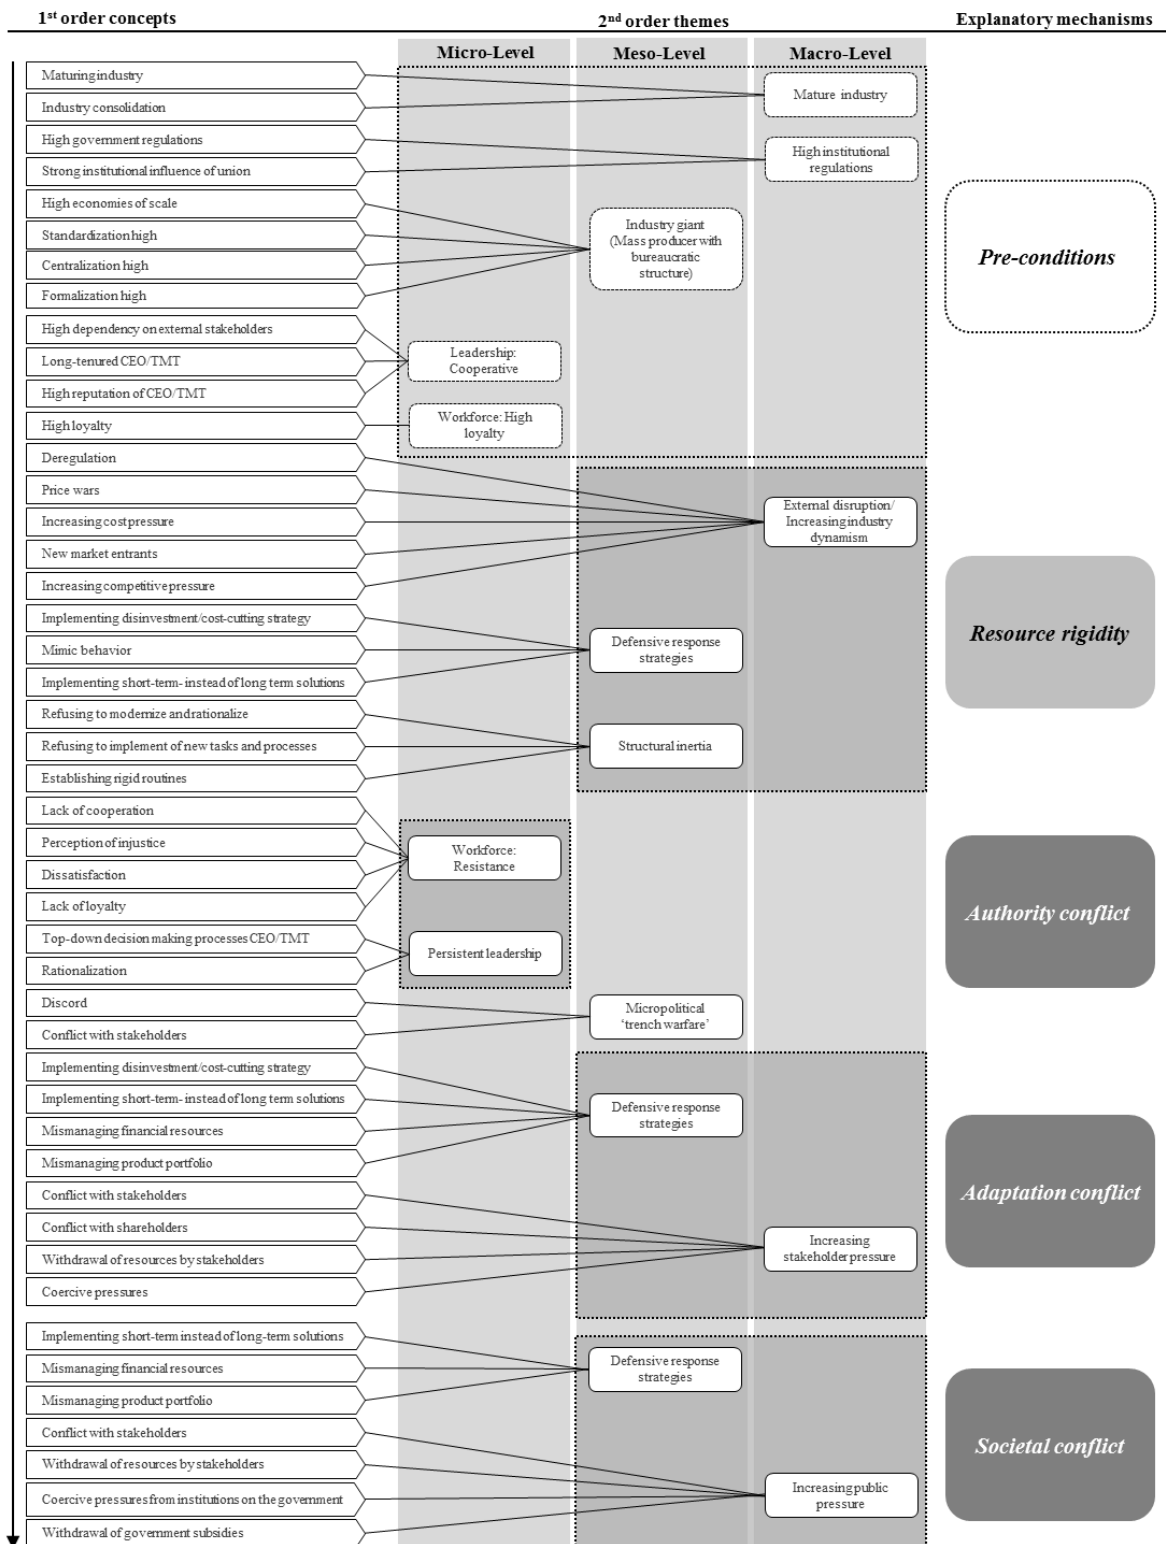 1st order concepts
2nd order themes
Explanatory mechanisms
Micro-Level
Meso-Level
Macro-Level
Maturing industry
Industry consolidation
Mature industry
High government regulations
Strong institutional influence of union
High institutional
regulations
High economies of scale
Standardization high
Centralization high
Formalization high
Industry giant
(Mass producer with
bureaucratic
structure)
Pre-conditions
High dependency on external stakeholders
Long-tenured CEO/TMT
High reputation of CEO/TMT
Leadership:
Cooperative
High loyalty
Workforce: High
loyalty
Deregulation
Price wars
Increasing cost pressure
New market entrants
Increasing competitive pressure
External disruption/
Increasing industry
dynamism
Implementing disinvestment/cost-cutting strategy
Mimic behavior
Implementing short-term- instead of long term solutions
Defensive response
strategies
Resource rigidity
Refusing to modernize and rationalize
Refusing to implement of new tasks and processes
Establishing rigid routines
Structural inertia
Lack of cooperation
Perception of injustice
Dissatisfaction
Lack of loyalty
Workforce:
Resistance
Authority conflict
Top-down decision making processes CEO/TMT
Rationalization
Persistent leadership
Discord
Conflict with stakeholders
Micropolitical
‘trench warfare’
Implementing disinvestment/cost-cutting strategy
Implementing short-term- instead of long term solutions
Mismanaging financial resources
Mismanaging product portfolio
Defensive response
strategies
Adaptation conflict
Conflict with stakeholders
Conflict with shareholders
Withdrawal of resources by stakeholders
Coercive pressures
Increasing
stakeholder pressure
Implementing short-term instead of long-term solutions
Mismanaging financial resources
Mismanaging product portfolio
Defensive response
strategies
Societal conflict
Conflict with stakeholders
Withdrawal of resources by stakeholders
Coercive pressures from institutions on the government
Withdrawal of government subsidies
Increasing public
pressure